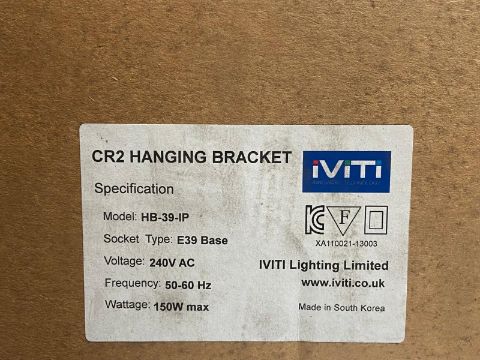 CR2 HANGING BRACKET
iViTi
Specification
Model: HB-39-IP
Socket Type: E39 Base
Voltage: 240V AC
Frequency: 50-60 Hz
Wattage: 150W max
F
XA110021-13003
IVITI Lighting Limited
www.iviti.co.uk
Made in South Korea